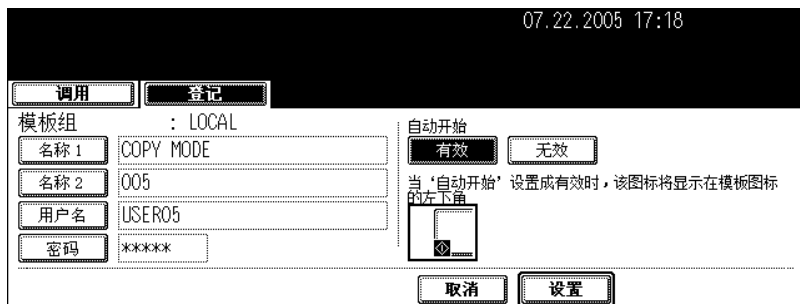 07.22.2005 17:18
调用 登记
模板组 : LOCAL
名称 1 COPY MODE
名称 2 005
用户名 USER05
密码 *****
自动开始
有效 无效
当‘自动开始’设置成有效时，该图标将显示在模板图标
的左下角
取消 设置